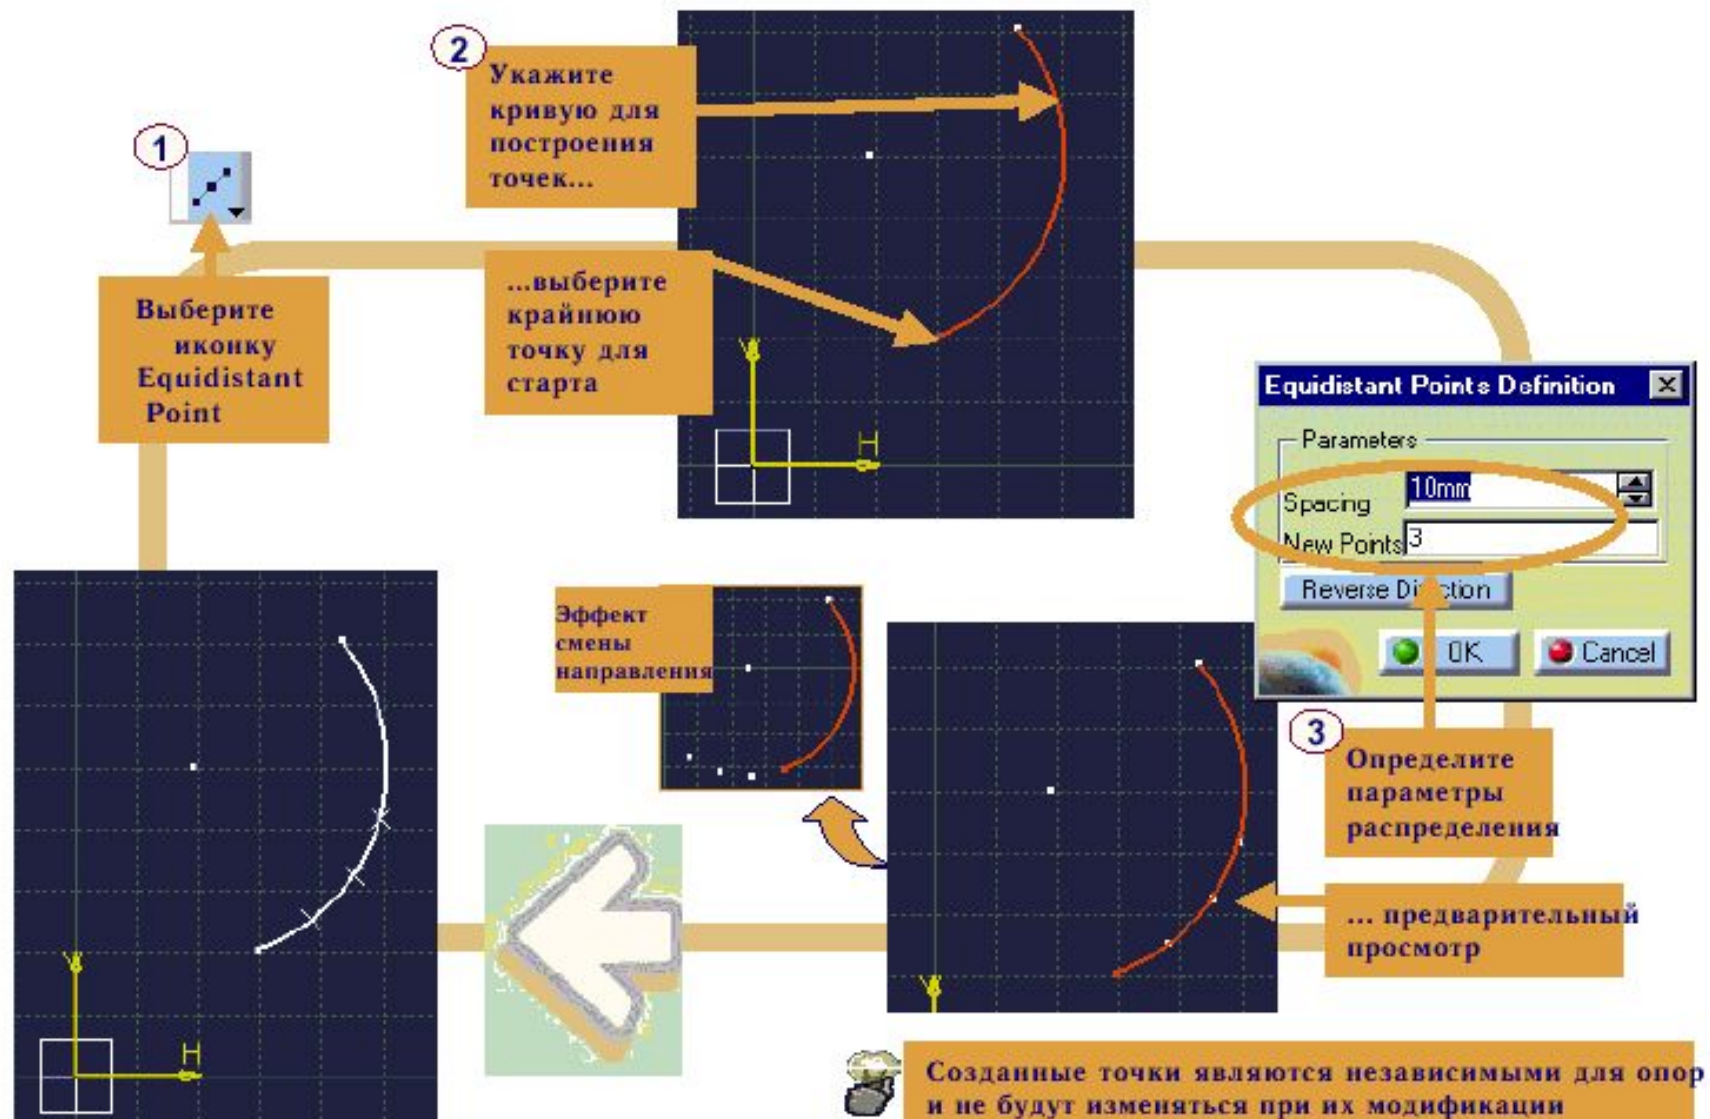 1
Выберите
иконку
Equidistant
Point
2
Укажите
кривую для
построения
точек...
...выберите
крайнюю
точку для
старта
Y
H
Equidistant Points Definition
Parameters
Spacing 10mm
New Points 3
Reverse Di ction
OK Cancel
3
Определите
параметры
распределения
... предварительный
просмотр
Y
Эффект
смены
направления
Y
H
Созданные точки являются независимыми для опор
и не будут изменяться при их модификации